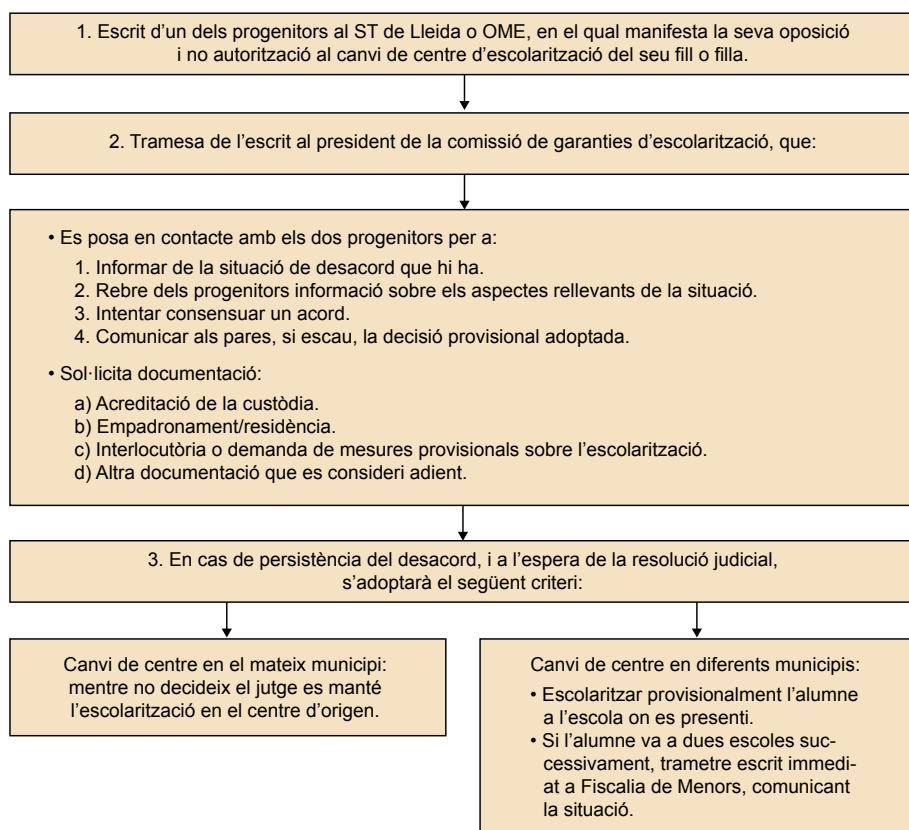 1. Escrit d’un dels progenitors al ST de Lleida o OME, en el qual manifesta la seva oposició
i no autorització al canvi de centre d’escolarització del seu fill o filla.
2. Tramesa de l’escrit al president de la comissió de garanties d’escolarització, que:
• Es posa en contacte amb els dos progenitors per a:
1. Informar de la situació de desacord que hi ha.
2. Rebre dels progenitors informació sobre els aspectes rellevants de la situació.
3. Intentar consensuar un acord.
4. Comunicar als pares, si escau, la decisió provisional adoptada.
• Sol·licita documentació:
a) Acreditació de la custòdia.
b) Empadronament/residència.
c) Interlocutòria o demanda de mesures provisionals sobre l’escolarització.
d) Altra documentació que es consideri adient.
3. En cas de persistència del desacord, i a l’espera de la resolució judicial,
s’adoptarà el següent criteri:
Canvi de centre en el mateix municipi:
mentre no decideix el jutge es manté
l’escolarització en el centre d’origen.
Canvi de centre en diferents municipis:
• Escolaritzar provisionalment l’alumne
a l’escola on es presenti.
• Si l’alumne va a dues escoles suc-
cessivament, trametre escrit immedi-
at a Fiscalia de Menors, comunicant
la situació.